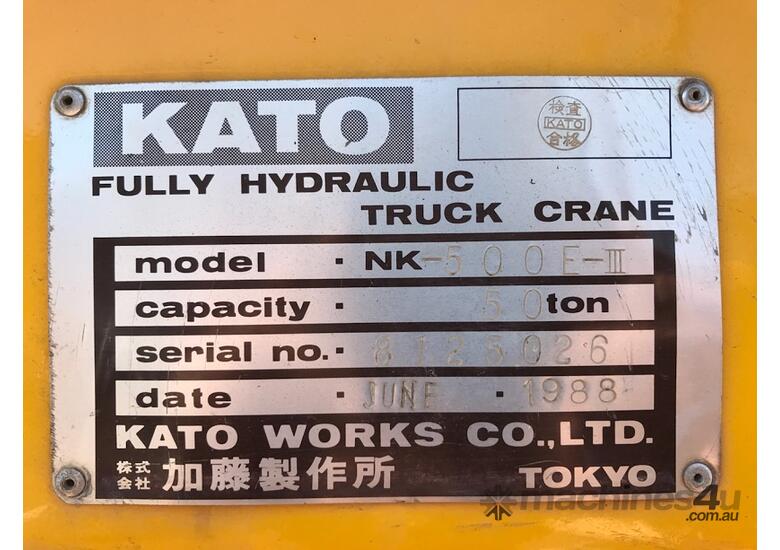 KATO
検査
KATO
合格
FULLY HYDRAULIC
TRUCK CRANE
model · NK-500E-III
capacity · 50 ton
serial no. · 8125026
date · JUNE · 1988
KATO WORKS CO.,LTD.
株式会社 加藤製作所 TOKYO
machines4u
.com.au